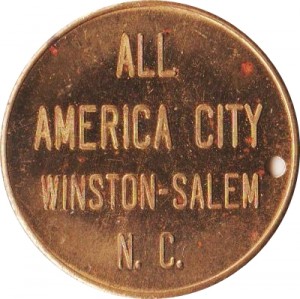 ALL
AMERICA CITY
WINSTON-SALEM
N. C.